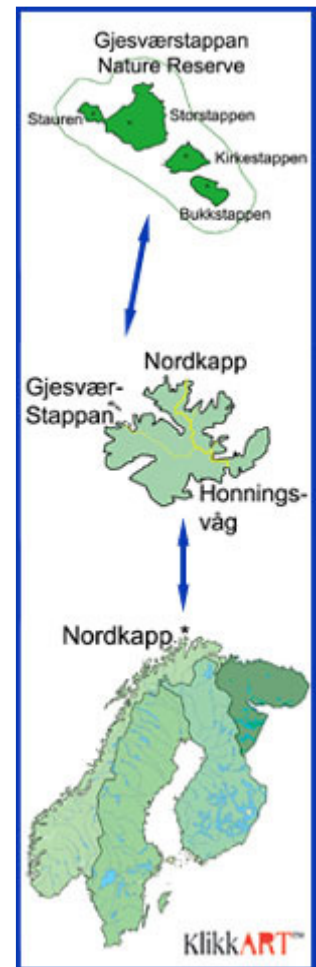 Gjesværstappan
Nature Reserve
Stauren
Storstappen
Kirkestappen
Bukkstappen
Nordkapp
Gjesvær-
Stappan
Honnings-
våg
Nordkapp *
KlikkART